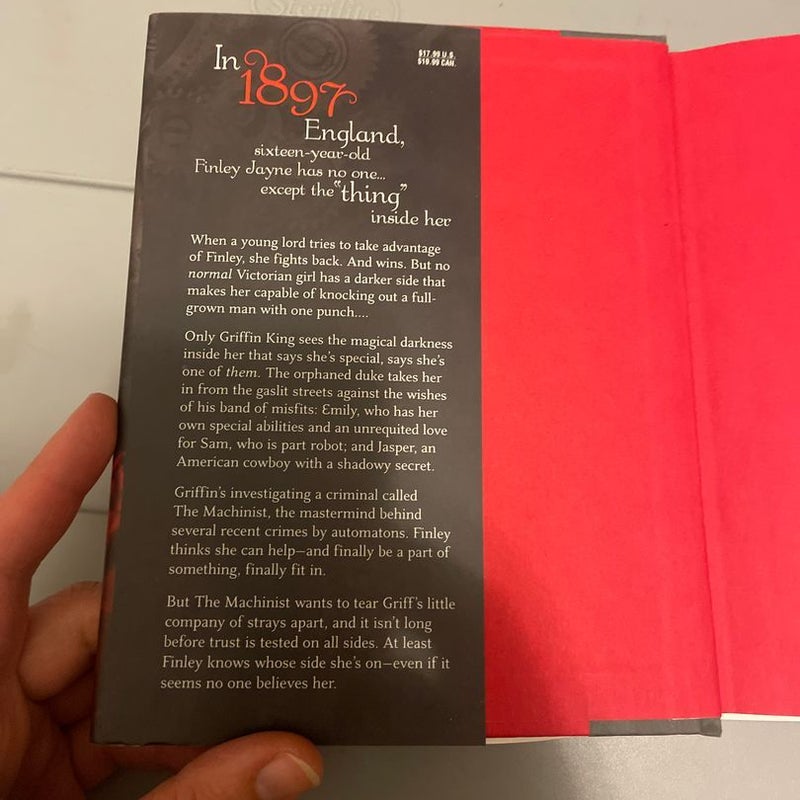 Sterilite
In
1897
England,
sixteen-year-old
Finley Jayne has no one...
except the "thing"
inside her
$17.99 U.S.
$19.99 CAN.
When a young lord tries to take advantage
of Finley, she fights back. And wins. But no
normal Victorian girl has a darker side that
makes her capable of knocking out a full-
grown man with one punch....
Only Griffin King sees the magical darkness
inside her that says she's special, says she's
one of them. The orphaned duke takes her
in from the gaslit streets against the wishes
of his band of misfits: Emily, who has her
own special abilities and an unrequited love
for Sam, who is part robot; and Jasper, an
American cowboy with a shadowy secret.
Griffin's investigating a criminal called
The Machinist, the mastermind behind
several recent crimes by automatons. Finley
thinks she can help—and finally be a part of
something, finally fit in.
But The Machinist wants to tear Griff's little
company of strays apart, and it isn't long
before trust is tested on all sides. At least
Finley knows whose side she's on—even if it
seems no one believes her.